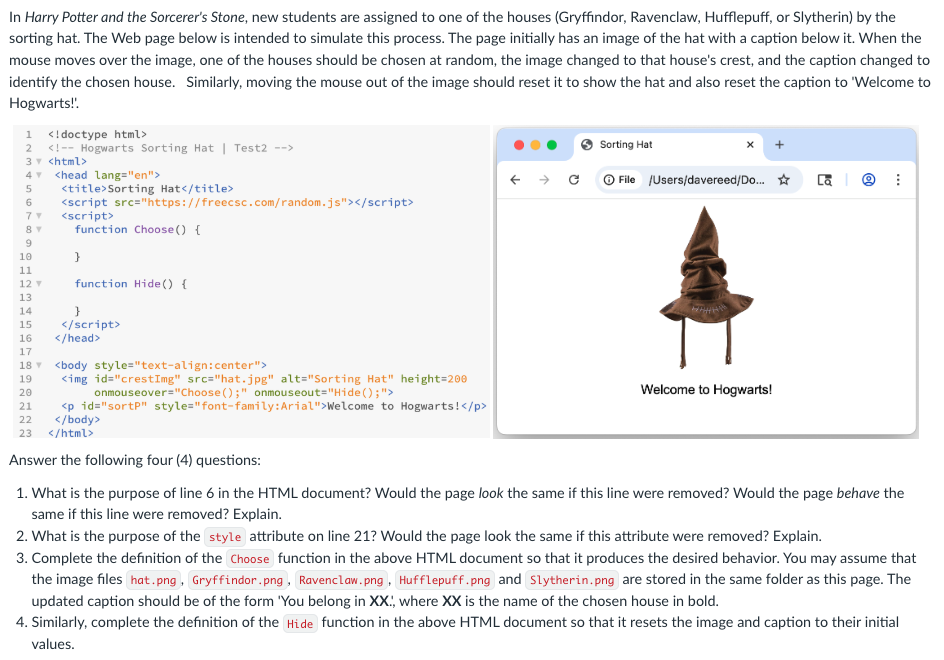 In Harry Potter and the Sorcerer's Stone, new students are assigned to one of the houses (Gryffindor, Ravenclaw, Hufflepuff, or Slytherin) by the
sorting hat. The Web page below is intended to simulate this process. The page initially has an image of the hat with a caption below it. When the
mouse moves over the image, one of the houses should be chosen at random, the image changed to that house's crest, and the caption changed to
identify the chosen house.   Similarly, moving the mouse out of the image should reset it to show the hat and also reset the caption to 'Welcome to
Hogwarts!'.
1 <!doctype html>
2 <!-- Hogwarts Sorting Hat | Test2 -->
3 <html>
4 <head lang="en">
5 <title>Sorting Hat</title>
6 <script src="https://freecsc.com/random.js"></script>
7 <script>
8 function Choose() {
9
10 }
11
12 function Hide() {
13
14 }
15 </script>
16 </head>
17
18 <body style="text-align:center">
19 <img id="crestImg" src="hat.jpg" alt="Sorting Hat" height=200
20 onmouseover="Choose();" onmouseout="Hide();">
21 <p id="sortP" style="font-family:Arial">Welcome to Hogwarts!</p>
22 </body>
23 </html>
Sorting Hat
File /Users/davereed/Do...
Welcome to Hogwarts!
Answer the following four (4) questions:
1. What is the purpose of line 6 in the HTML document? Would the page look the same if this line were removed? Would the page behave the
same if this line were removed? Explain.
2. What is the purpose of the style attribute on line 21? Would the page look the same if this attribute were removed? Explain.
3. Complete the definition of the Choose function in the above HTML document so that it produces the desired behavior. You may assume that
the image files hat.png, Gryffindor.png, Ravenclaw.png, Hufflepuff.png and Slytherin.png are stored in the same folder as this page. The
updated caption should be of the form 'You belong in XX.', where XX is the name of the chosen house in bold.
4. Similarly, complete the definition of the Hide function in the above HTML document so that it resets the image and caption to their initial
values.